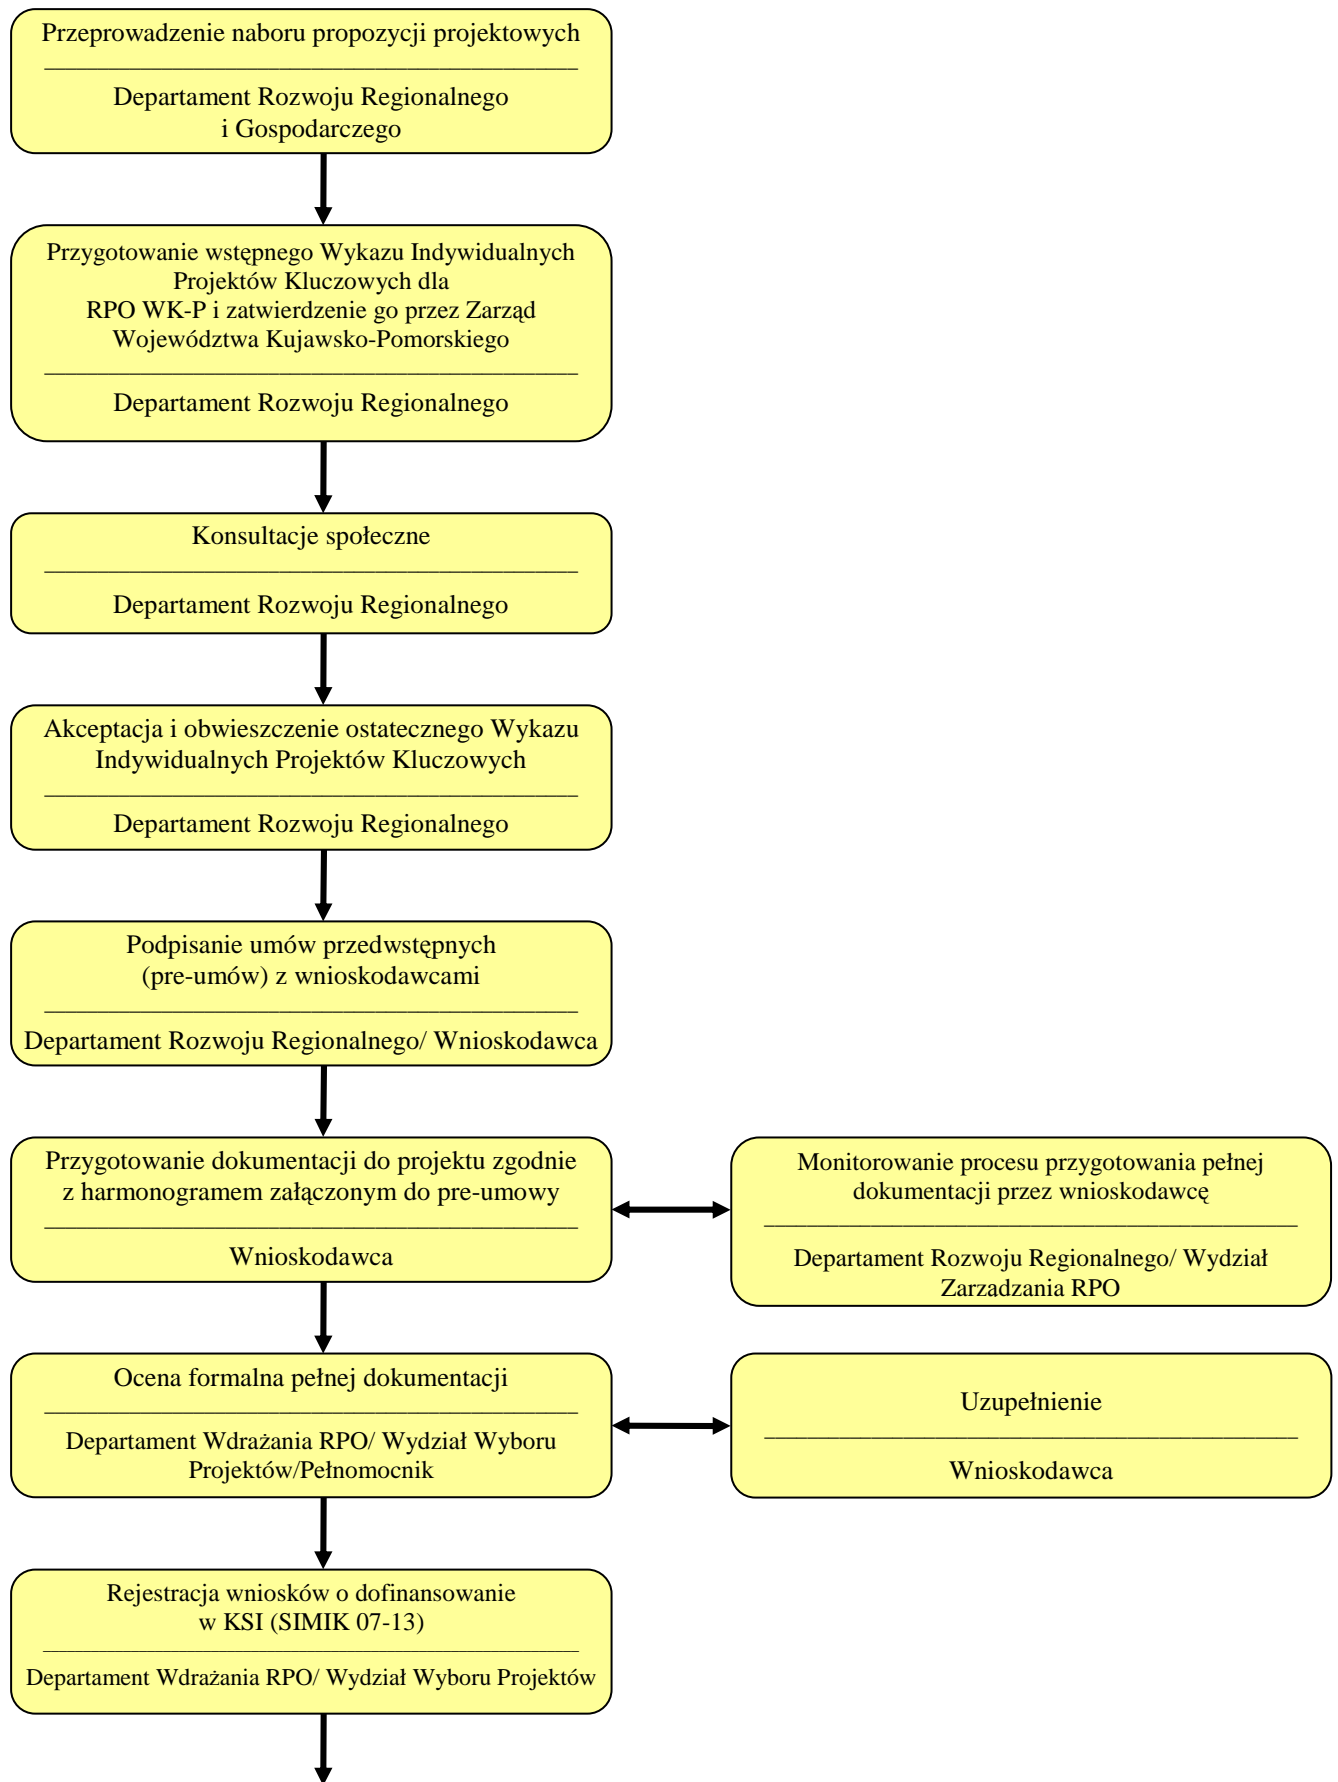 Przeprowadzenie naboru propozycji projektowych
Departament Rozwoju Regionalnego
i Gospodarczego
Przygotowanie wstępnego Wykazu Indywidualnych
Projektów Kluczowych dla
RPO WK-P i zatwierdzenie go przez Zarząd
Województwa Kujawsko-Pomorskiego
Departament Rozwoju Regionalnego
Konsultacje społeczne
Departament Rozwoju Regionalnego
Akceptacja i obwieszczenie ostatecznego Wykazu
Indywidualnych Projektów Kluczowych
Departament Rozwoju Regionalnego
Podpisanie umów przedwstępnych
(pre-umów) z wnioskodawcami
Departament Rozwoju Regionalnego/ Wnioskodawca
Przygotowanie dokumentacji do projektu zgodnie
z harmonogramem załączonym do pre-umowy
Wnioskodawca
Monitorowanie procesu przygotowania pełnej
dokumentacji przez wnioskodawcę
Departament Rozwoju Regionalnego/ Wydział
Zarzadzania RPO
Ocena formalna pełnej dokumentacji
Departament Wdrażania RPO/ Wydział Wyboru
Projektów/Pełnomocnik
Uzupełnienie
Wnioskodawca
Rejestracja wniosków o dofinansowanie
w KSI (SIMIK 07-13)
Departament Wdrażania RPO/ Wydział Wyboru Projektów